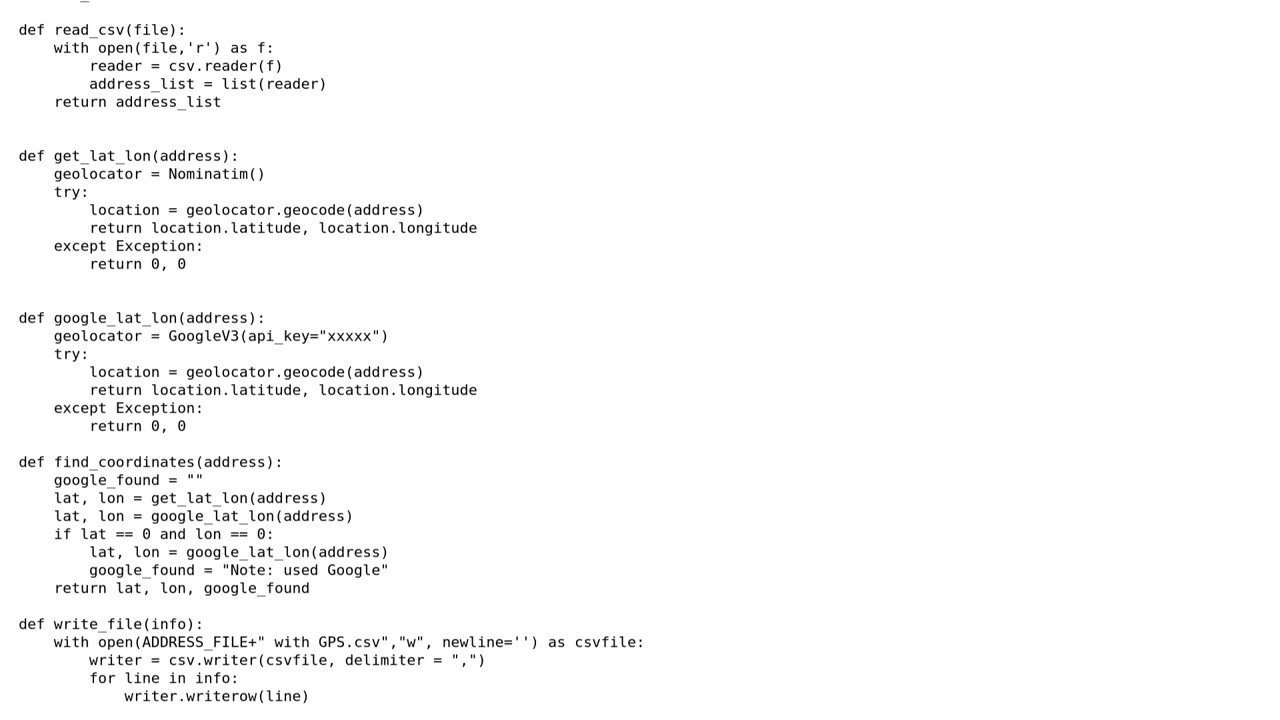 def read_csv(file):
    with open(file,'r') as f:
        reader = csv.reader(f)
        address_list = list(reader)
    return address_list
def get_lat_lon(address):
    geolocator = Nominatim()
    try:
        location = geolocator.geocode(address)
        return location.latitude, location.longitude
    except Exception:
        return 0, 0
def google_lat_lon(address):
    geolocator = GoogleV3(api_key="xxxxx")
    try:
        location = geolocator.geocode(address)
        return location.latitude, location.longitude
    except Exception:
        return 0, 0
def find_coordinates(address):
    google_found = ""
    lat, lon = get_lat_lon(address)
    lat, lon = google_lat_lon(address)
    if lat == 0 and lon == 0:
        lat, lon = google_lat_lon(address)
        google_found = "Note: used Google"
    return lat, lon, google_found
def write_file(info):
    with open(ADDRESS_FILE+" with GPS.csv","w", newline='') as csvfile:
        writer = csv.writer(csvfile, delimiter = ",")
        for line in info:
            writer.writerow(line)